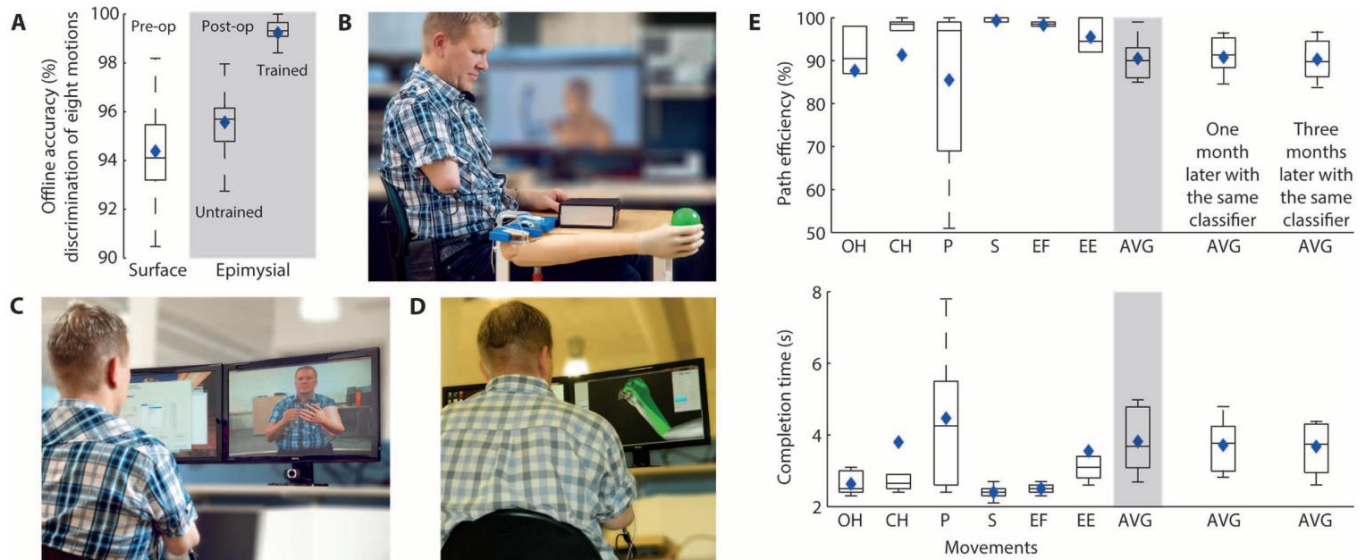 A
Offline accuracy (%)
discrimination of eight motions
100
98
96
94
92
90
Pre-op
Post-op
Trained
Untrained
Surface
Epimysial
B
C
D
E
Path efficiency (%)
100
90
80
70
60
50
One
month
later with
the same
classifier
Three
months
later with
the same
classifier
OH CH P S EF EE AVG AVG AVG
Completion time (s)
8
6
4
2
OH CH P S EF EE AVG AVG AVG
Movements